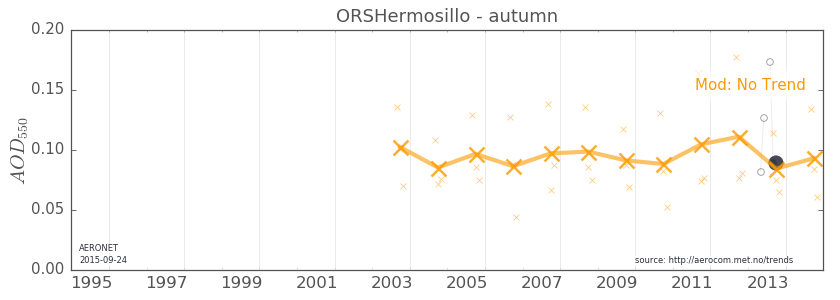 ORSHermosillo - autumn
0.20
0.15
0.10
0.05
0.00
AOD550
Mod: No Trend
AERONET
2015-09-24
source: http://aerocom.met.no/trends
1995 1997 1999 2001 2003 2005 2007 2009 2011 2013